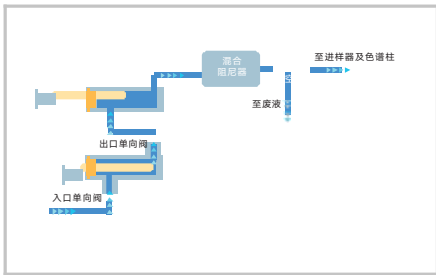 混合
阻尼器
至进样器及色谱柱
至废液
出口单向阀
入口单向阀